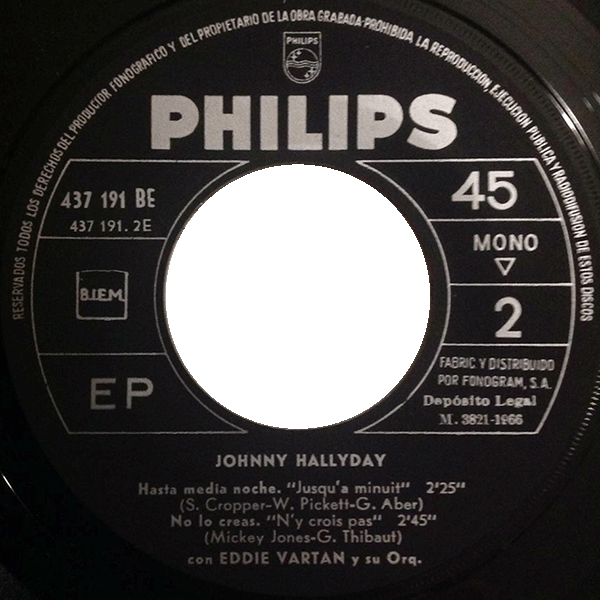 RESERVADOS TODOS LOS DERECHOS DEL PRODUCTOR FONOGRAFICO Y DEL PROPIETARIO DE LA OBRA GRABADA-PROHIBIDA LA REPRODUCCION, EJECUCION PUBLICA Y RADIODIFUSION DE ESTOS DISCOS
PHILIPS
PHILIPS
437 191 BE
437 191. 2E
B.I.E.M.
EP
45
MONO
2
FABRIC Y DISTRIBUIDO
POR FONOGRAM, S.A.
Depósito Legal
M. 3821-1966
JOHNNY HALLYDAY
Hasta media noche. "Jusqu'a minuit" 2'25"
(S. Cropper-W. Pickett-G. Aber)
No lo creas. "N'y crois pas" 2'45"
(Mickey Jones-G. Thibaut)
con EDDIE VARTAN y su Orq.